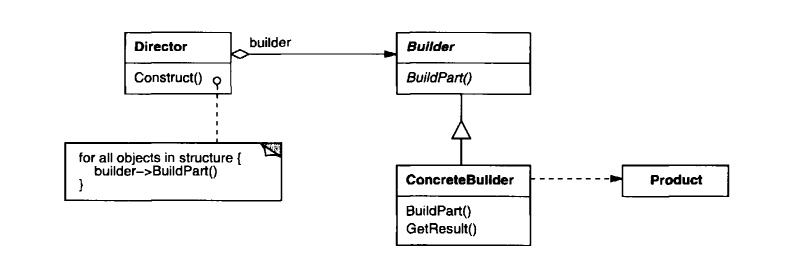 Director
Construct()
builder
Builder
BuildPart()
for all objects in structure {
builder->BuildPart()
}
ConcreteBuilder
BuildPart()
GetResult()
Product